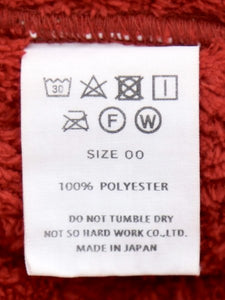 30
F W
SIZE 00
100% POLYESTER
DO NOT TUMBLE DRY
NOT SO HARD WORK CO.,LTD.
MADE IN JAPAN